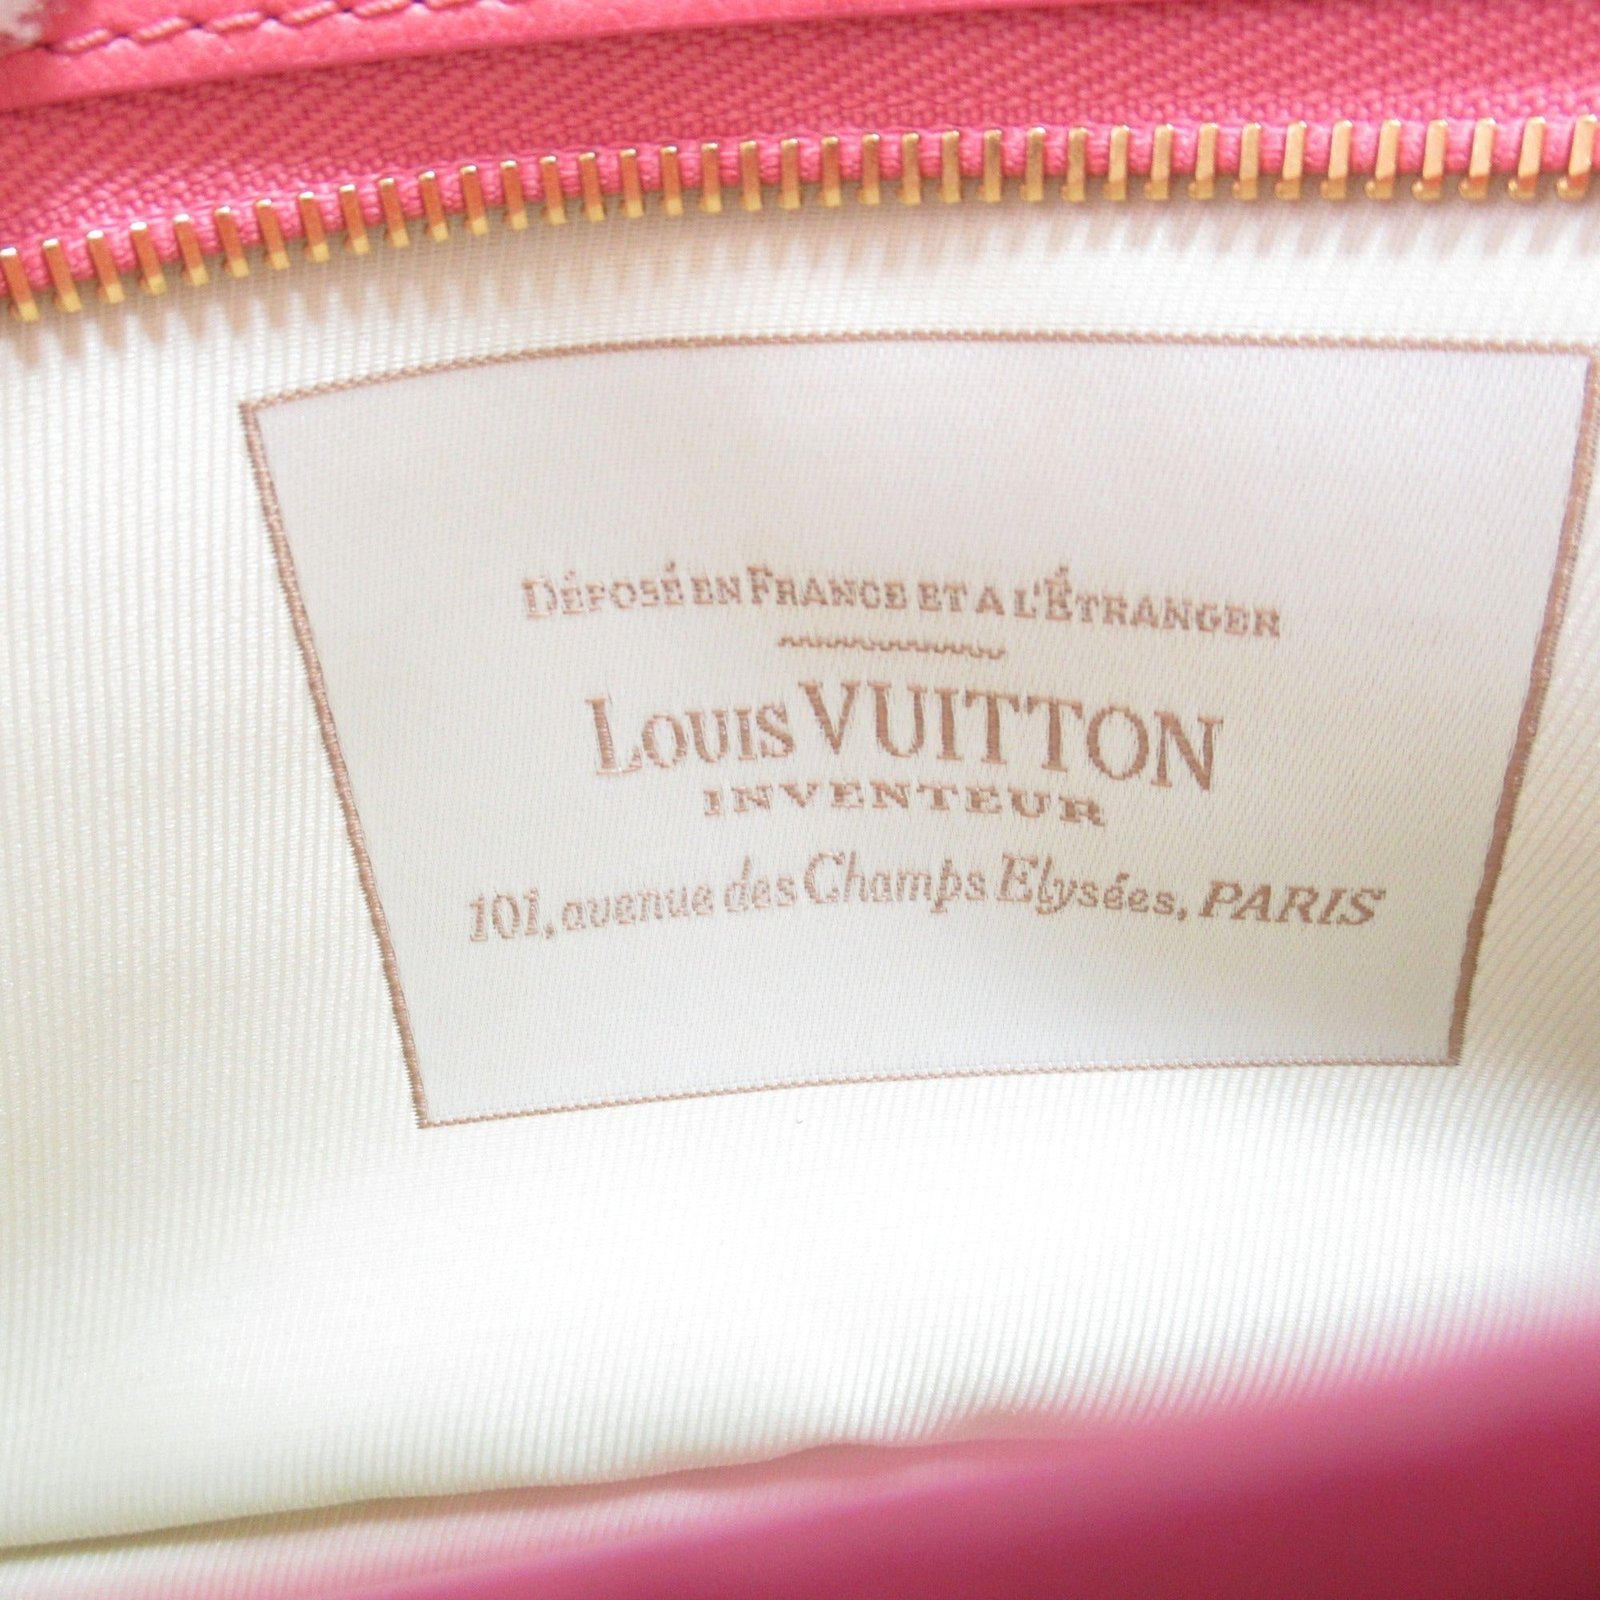 DÉPOSÉ EN FRANCE ET A L'ÉTRANGER
LOUIS VUITTON
INVENTEUR
101, avenue des Champs Elysées, PARIS